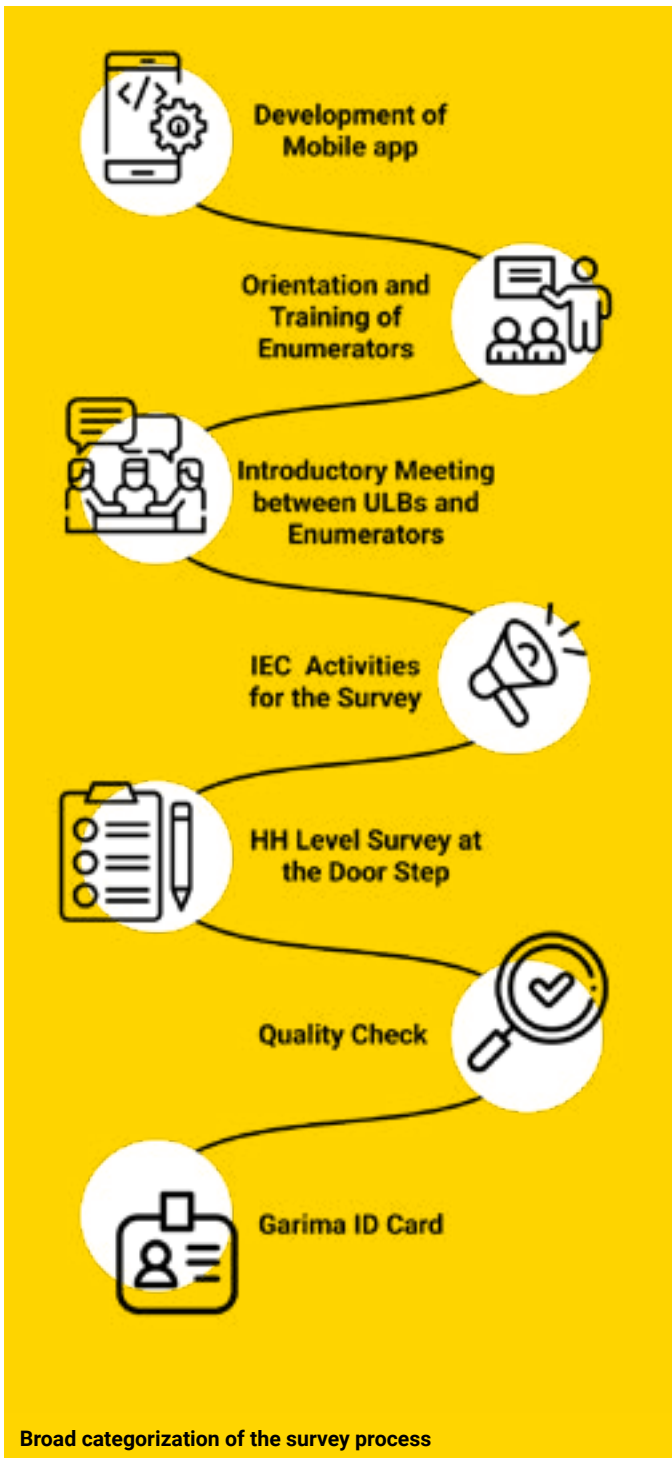 Development of
Mobile app
Orientation and
Training of
Enumerators
Introductory Meeting
between ULBs and
Enumerators
IEC Activities
for the Survey
HH Level Survey at
the Door Step
Quality Check
Garima ID Card
Broad categorization of the survey process